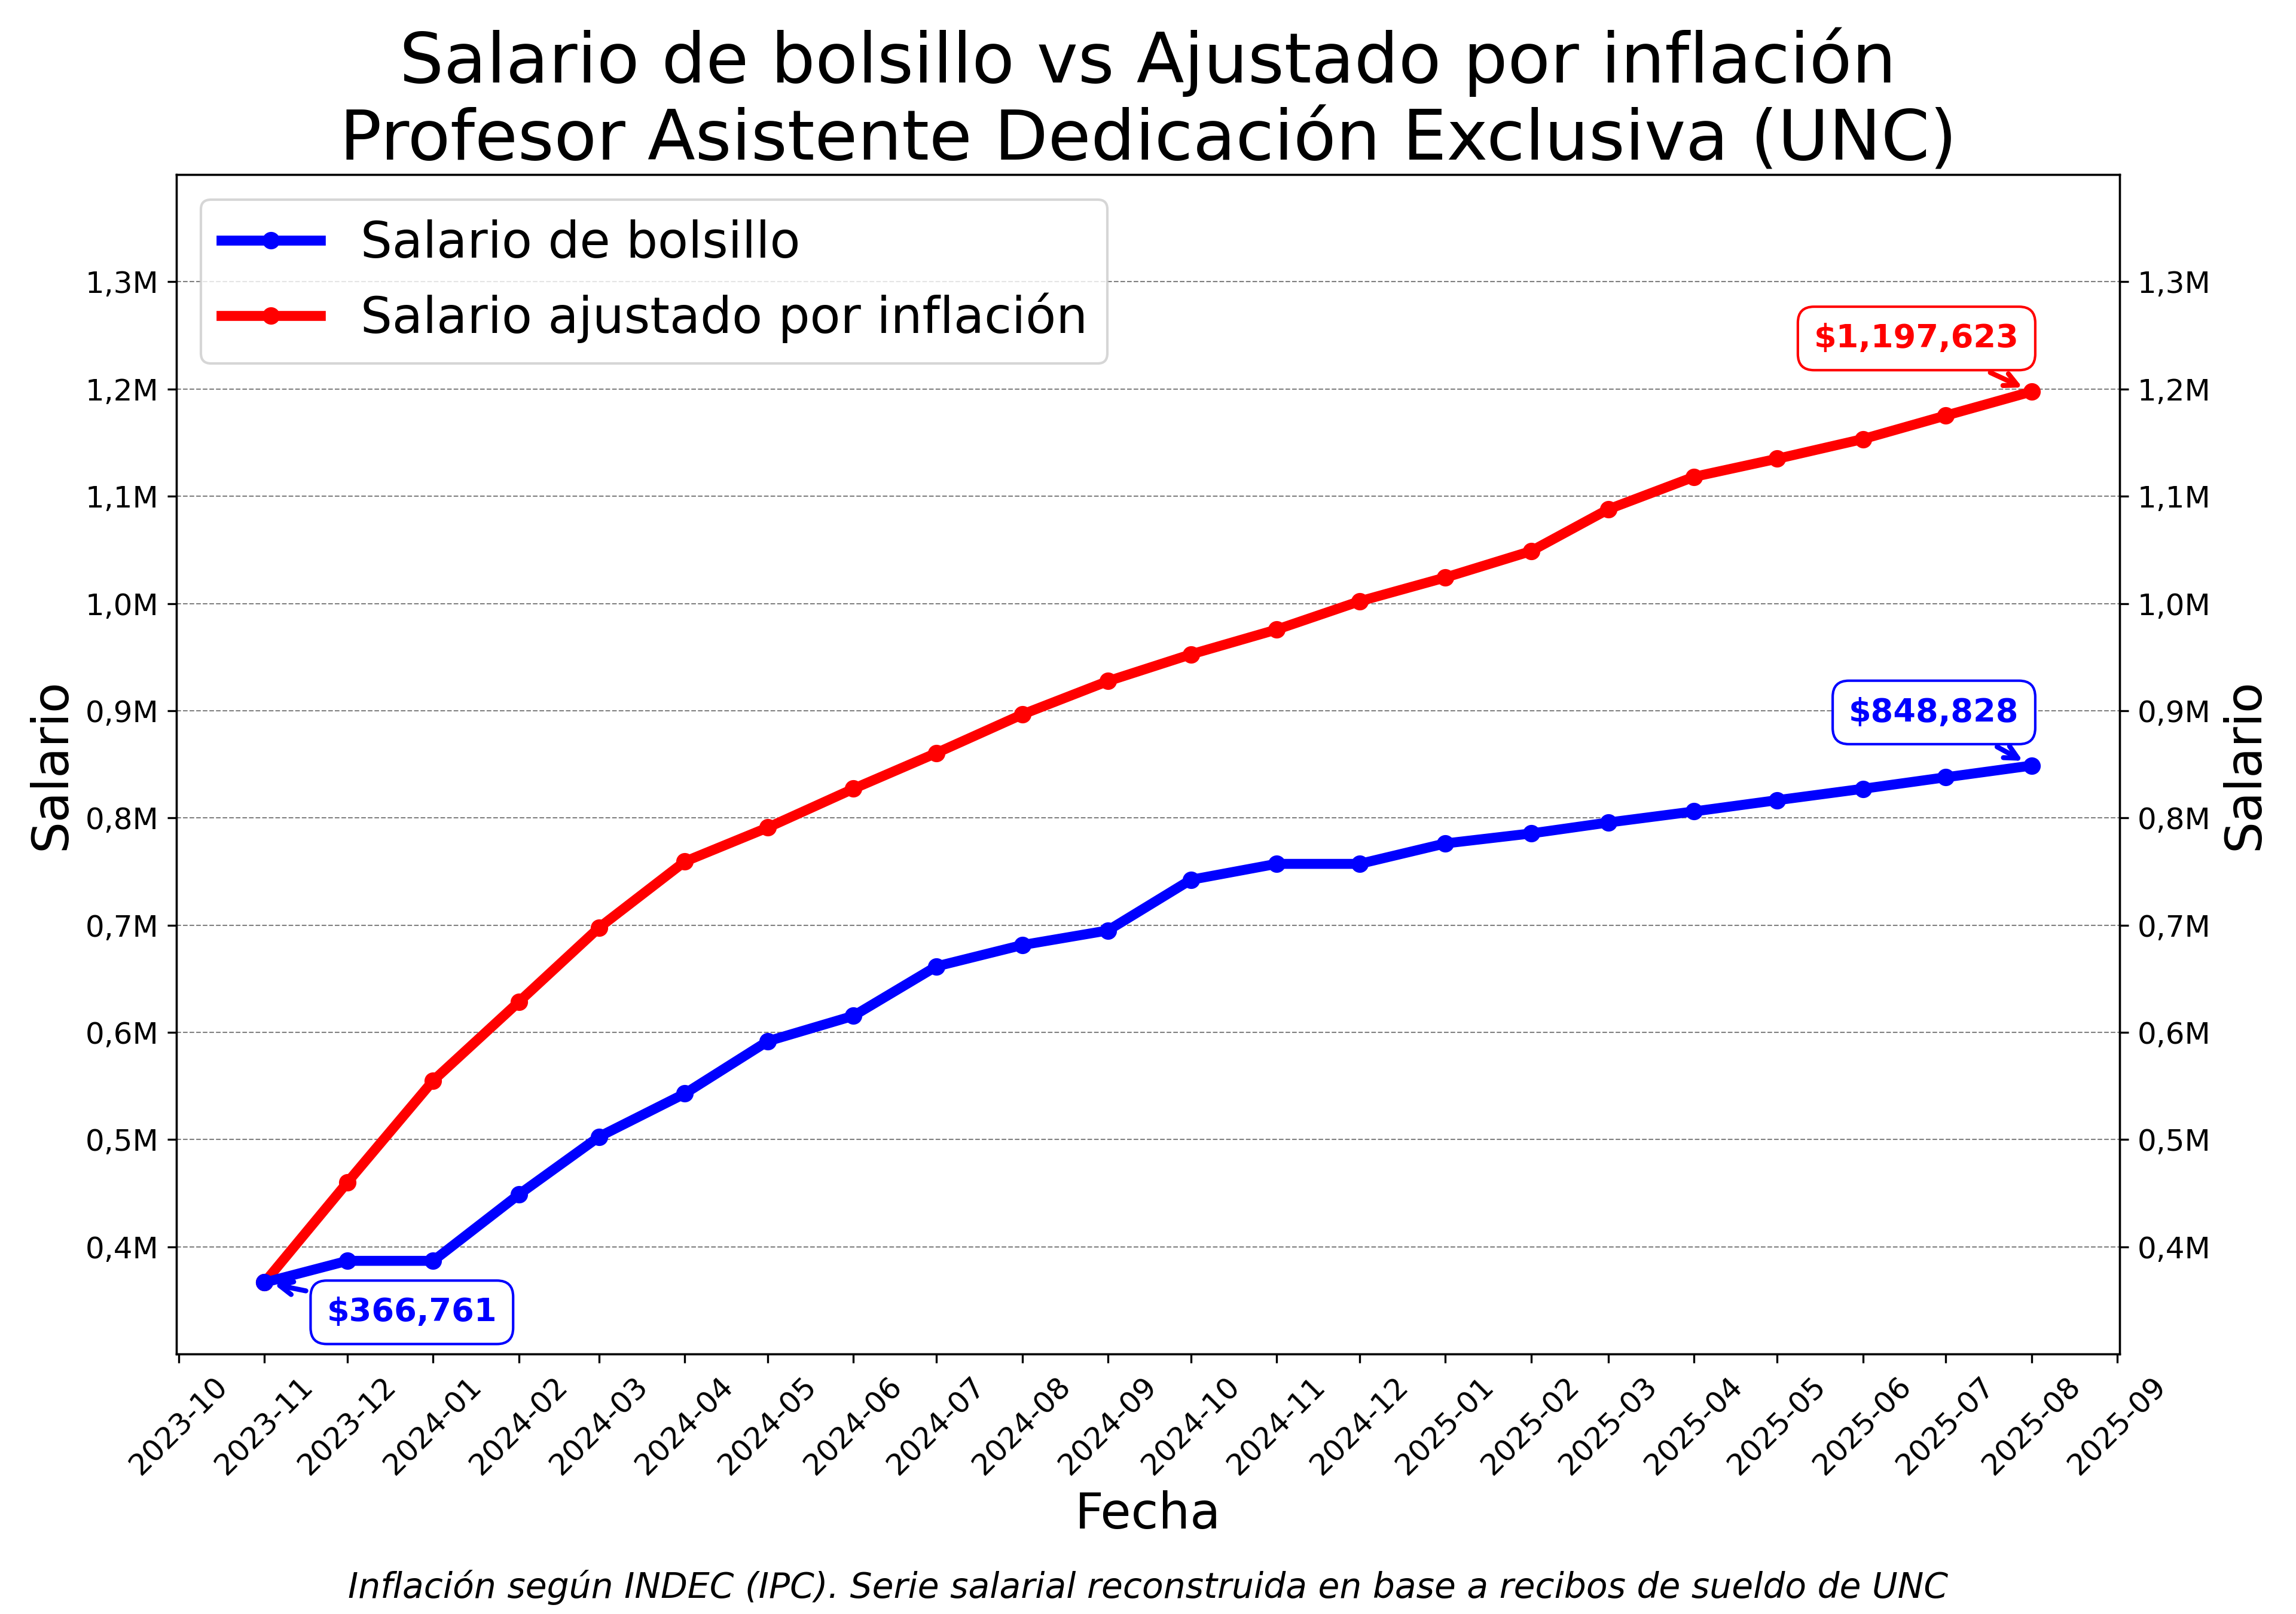 Salario de bolsillo vs Ajustado por inflación
Profesor Asistente Dedicación Exclusiva (UNC)
Salario de bolsillo
Salario ajustado por inflación
1,3M
1,2M
1,1M
1,0M
0,9M
0,8M
0,7M
0,6M
0,5M
0,4M
Salario
$1,197,623
$848,828
$366,761
1,3M
1,2M
1,1M
1,0M
0,9M
0,8M
0,7M
0,6M
0,5M
0,4M
Salario
2023-10
2023-11
2023-12
2024-01
2024-02
2024-03
2024-04
2024-05
2024-06
2024-07
2024-08
2024-09
2024-10
2024-11
2024-12
2025-01
2025-02
2025-03
2025-04
2025-05
2025-06
2025-07
2025-08
2025-09
Fecha
Inflación según INDEC (IPC). Serie salarial reconstruida en base a recibos de sueldo de UNC